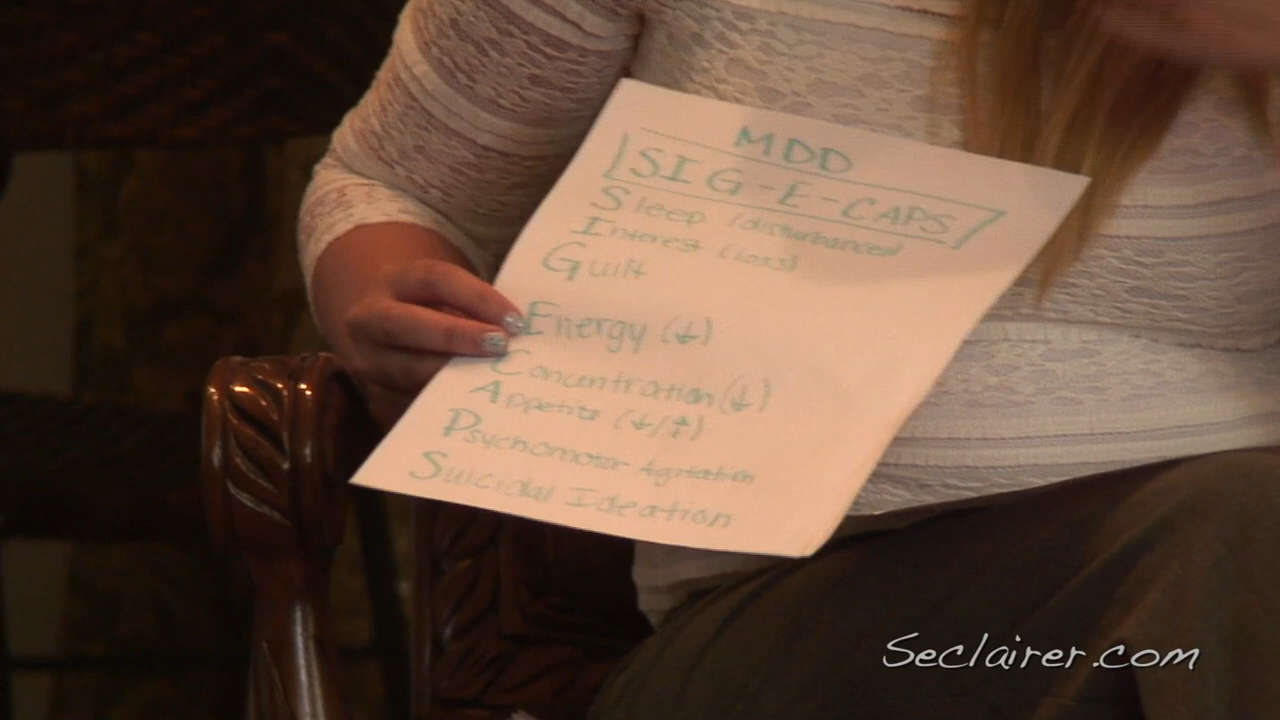 MDD
SIG-E-CAPS
Sleep (disturbance)
Interest (loss)
Guilt
Energy (↓)
Concentration (↓)
Appetite (↓/↑)
Psychomotor Agitation
Suicidal Ideation
Seclairer.com